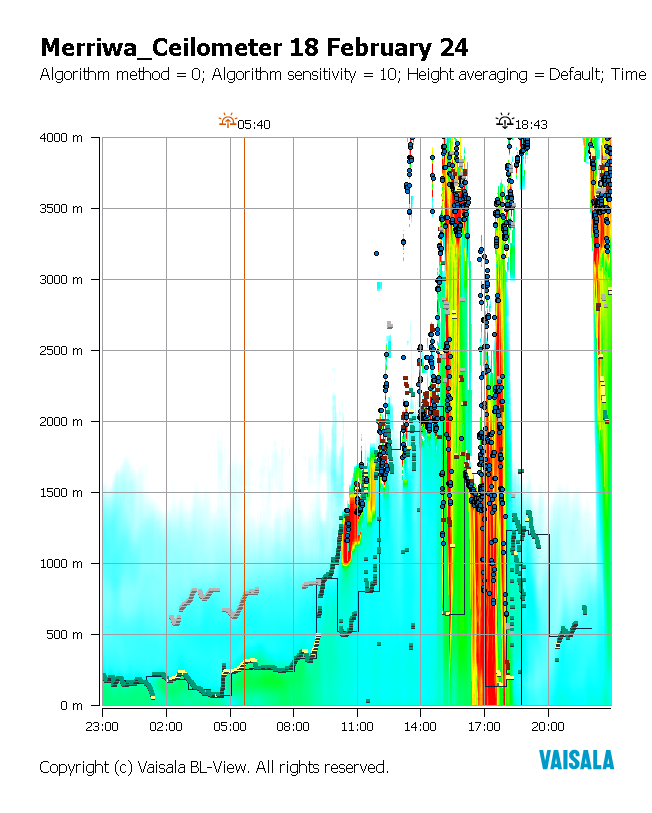 Merriwa_Ceilometer 18 February 24
Algorithm method = 0; Algorithm sensitivity = 10; Height averaging = Default; Time
05:40
18:43
4000 m
3500 m
3000 m
2500 m
2000 m
1500 m
1000 m
500 m
0 m
23:00
02:00
05:00
08:00
11:00
14:00
17:00
20:00
VAISALA
Copyright (c) Vaisala BL-View. All rights reserved.